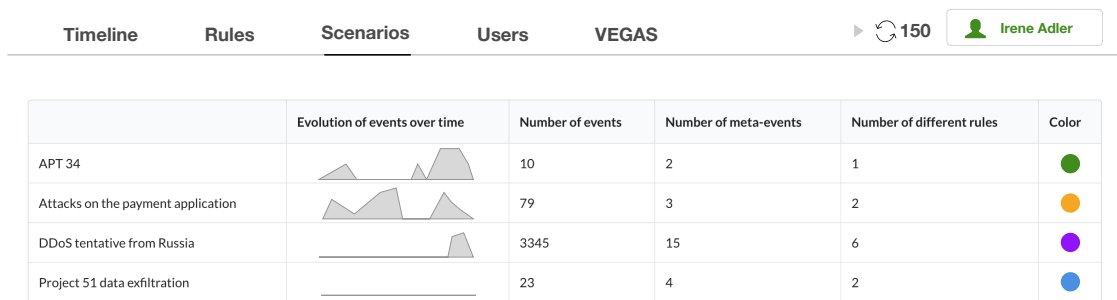 Timeline Rules Scenarios Users VEGAS 150 Irene Adler
Evolution of events over time Number of events Number of meta-events Number of different rules Color
APT 34 10 2 1
Attacks on the payment application 79 3 2
DDoS tentative from Russia 3345 15 6
Project 51 data exfiltration 23 4 2